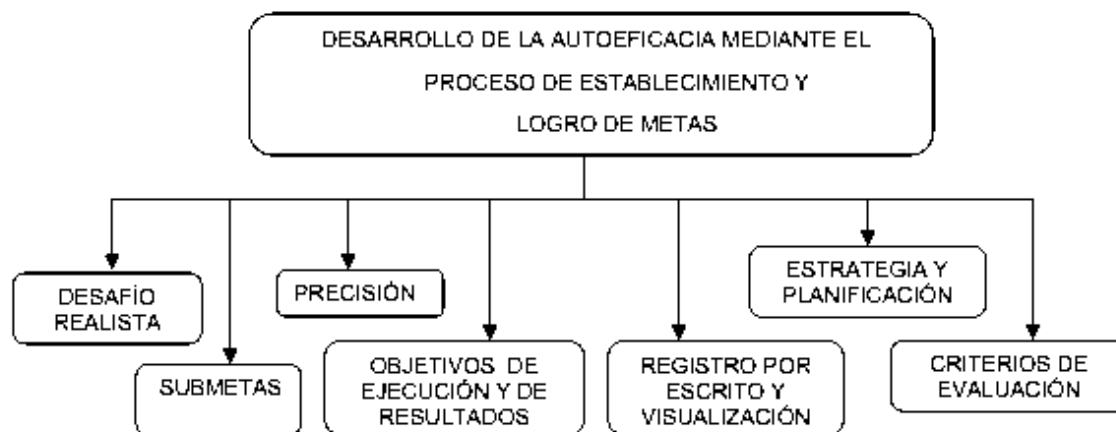 DESARROLLO DE LA AUTOEFICACIA MEDIANTE EL
PROCESO DE ESTABLECIMIENTO Y
LOGRO DE METAS
DESAFÍO
REALISTA
SUBMETAS
PRECISIÓN
OBJETIVOS DE
EJECUCIÓN Y DE
RESULTADOS
REGISTRO POR
ESCRITO Y
VISUALIZACIÓN
ESTRATEGIA Y
PLANIFICACIÓN
CRITERIOS DE
EVALUACIÓN